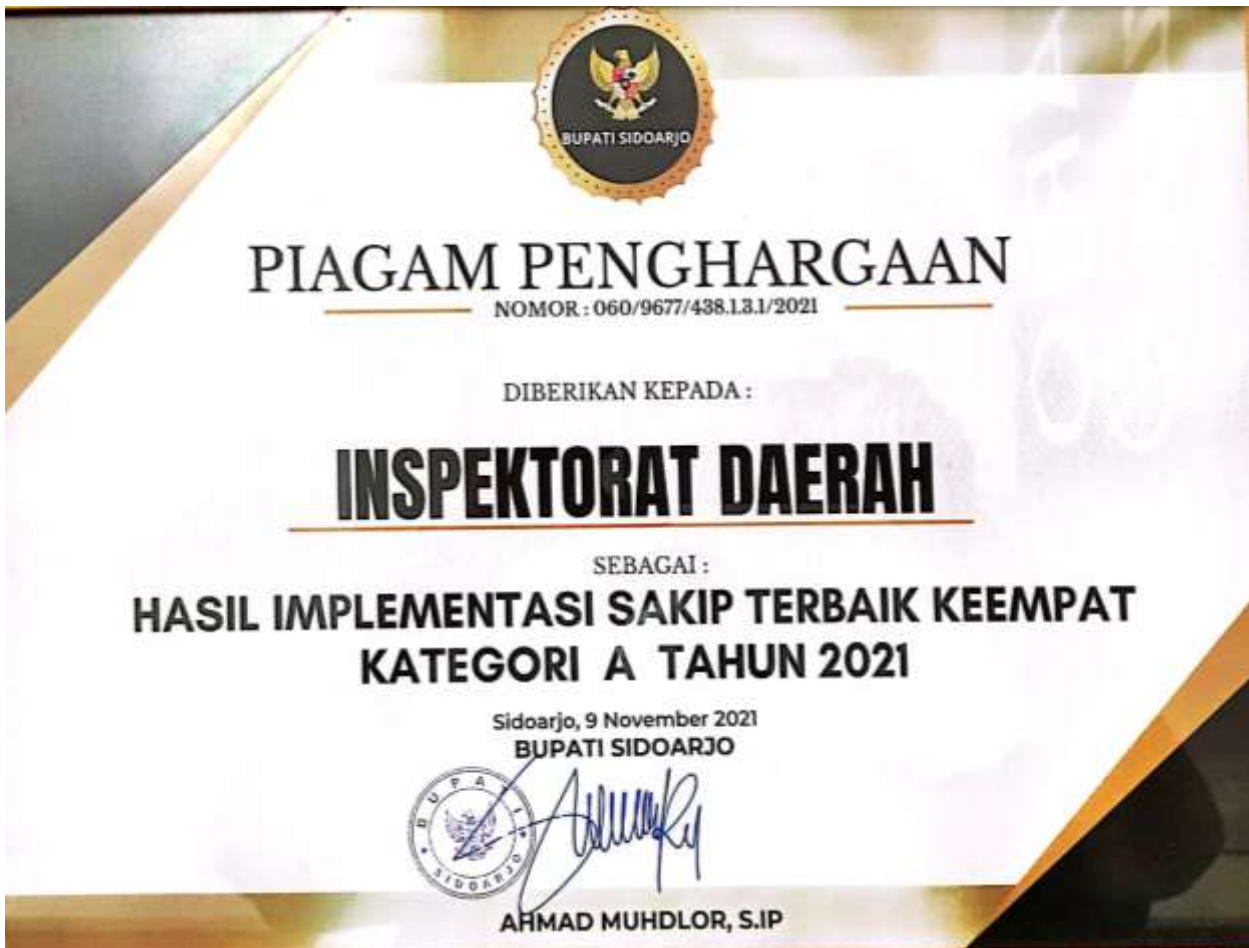 BUPATI SIDOARJO
PIAGAM PENGHARGAAN
NOMOR : 060/9677/438.1.3.1/2021
DIBERIKAN KEPADA :
INSPEKTORAT DAERAH
SEBAGAI :
HASIL IMPLEMENTASI SAKIP TERBAIK KEEMPAT
KATEGORI A TAHUN 2021
Sidoarjo, 9 November 2021
BUPATI SIDOARJO
BUPATI
SIDOARJO
AHMAD MUHDLOR, S.IP